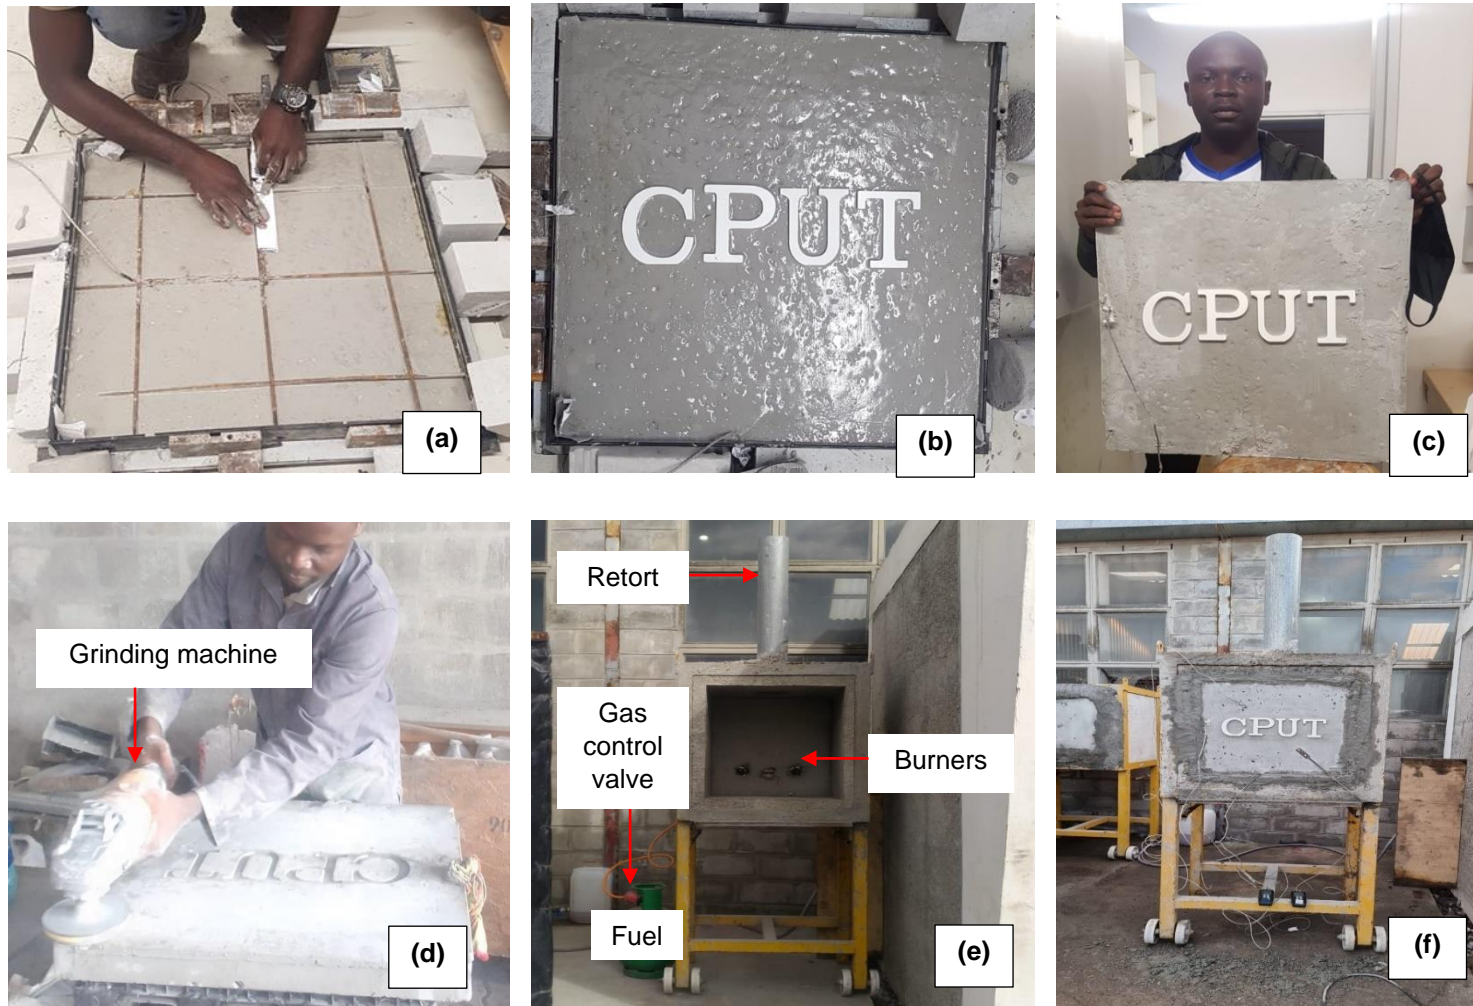 (a)
CPUT
(b)
CPUT
(c)
Grinding machine
CPUT
(d)
Retort
Gas
control
valve
Burners
Fuel
(e)
CPUT
(f)